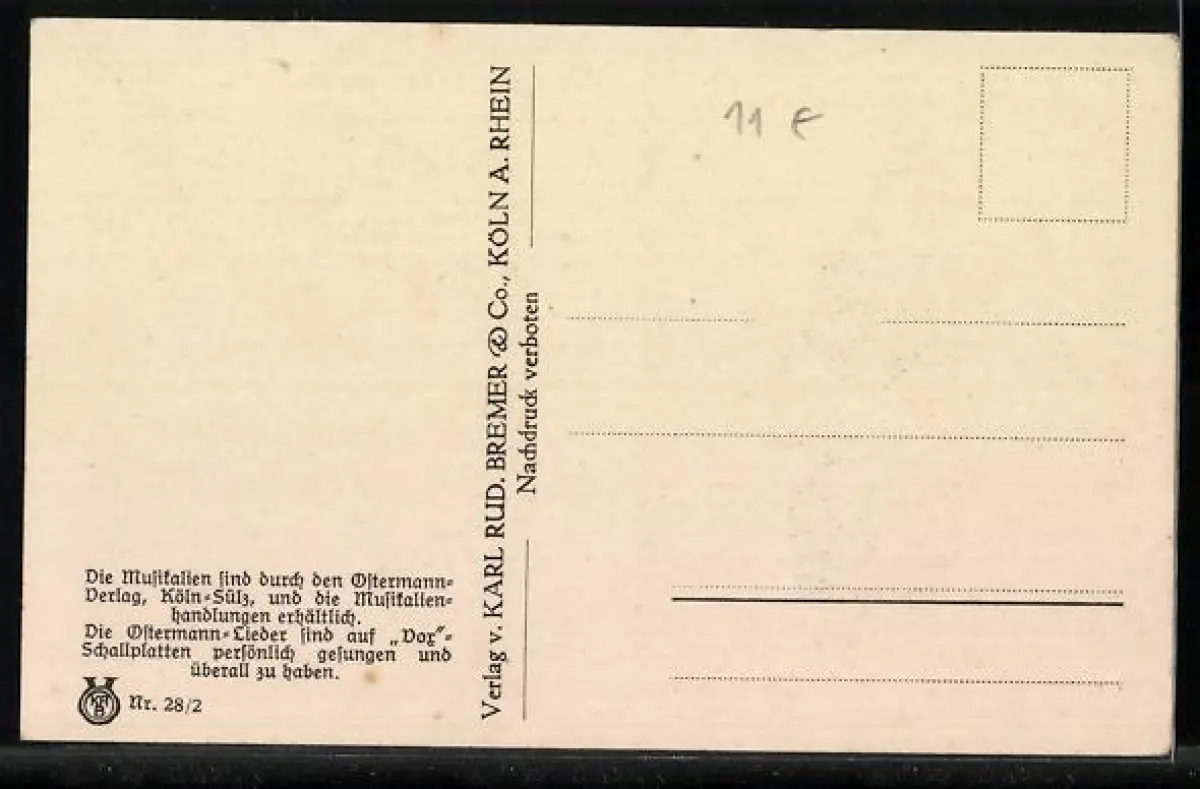 Die Musikalien sind durch den Ostermann-
Verlag, Köln-Sülz, und die Musikalien-
handlungen erhältlich.
Die Ostermann-Lieder sind auf „Vox"-
Schallplatten persönlich gesungen und
überall zu haben.
Nr. 28/2
Verlag v. KARL RUD. BREMER & Co., KÖLN A. RHEIN
Nachdruck verboten
11 €